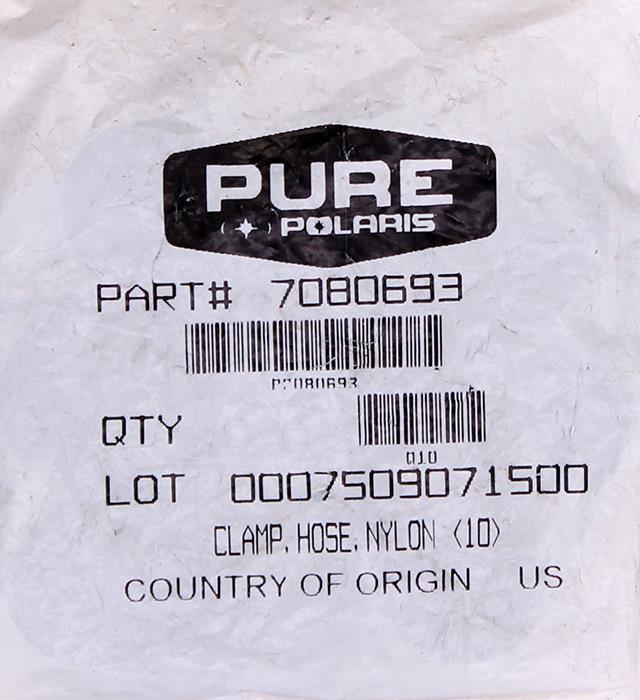 PURE
POLARIS
PART# 7080693
P7080693
QTY
Q10
LOT 0007509071500
CLAMP, HOSE, NYLON (10)
COUNTRY OF ORIGIN US